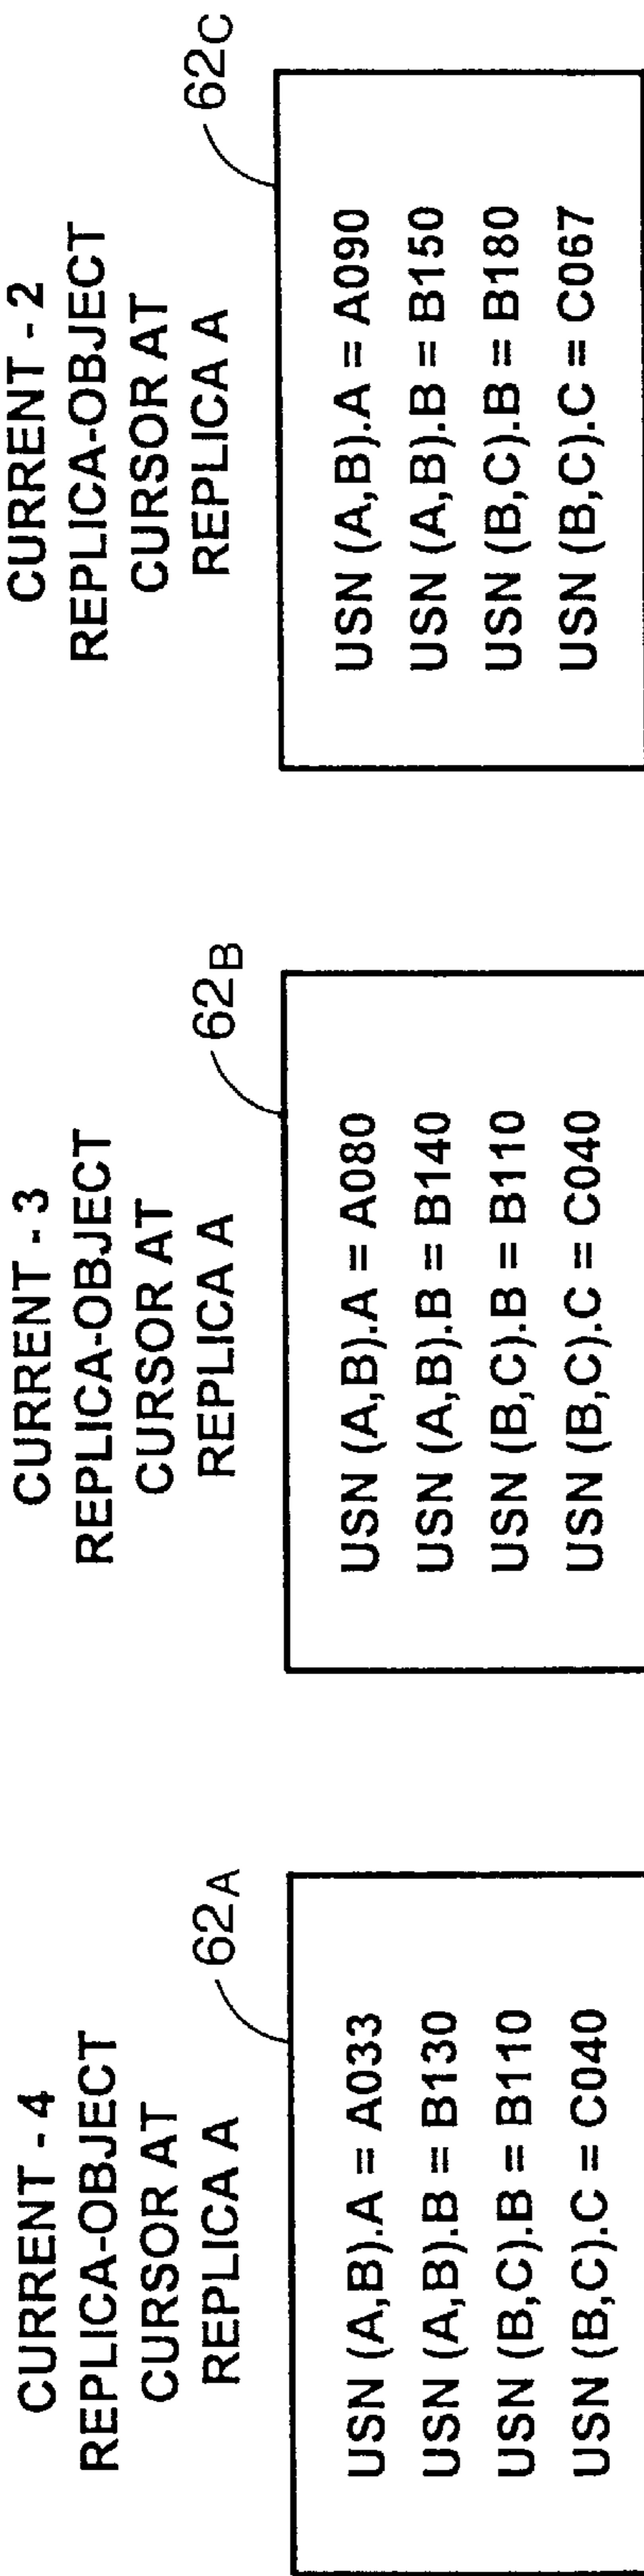 CURRENT - 4
REPLICA-OBJECT
CURSOR AT
REPLICA A
62A
USN (A,B).A = A033
USN (A,B).B = B130
USN (B,C).B = B110
USN (B,C).C = C040
CURRENT - 3
REPLICA-OBJECT
CURSOR AT
REPLICA A
62B
USN (A,B).A = A080
USN (A,B).B = B140
USN (B,C).B = B110
USN (B,C).C = C040
CURRENT - 2
REPLICA-OBJECT
CURSOR AT
REPLICA A
62C
USN (A,B).A = A090
USN (A,B).B = B150
USN (B,C).B = B180
USN (B,C).C = C067